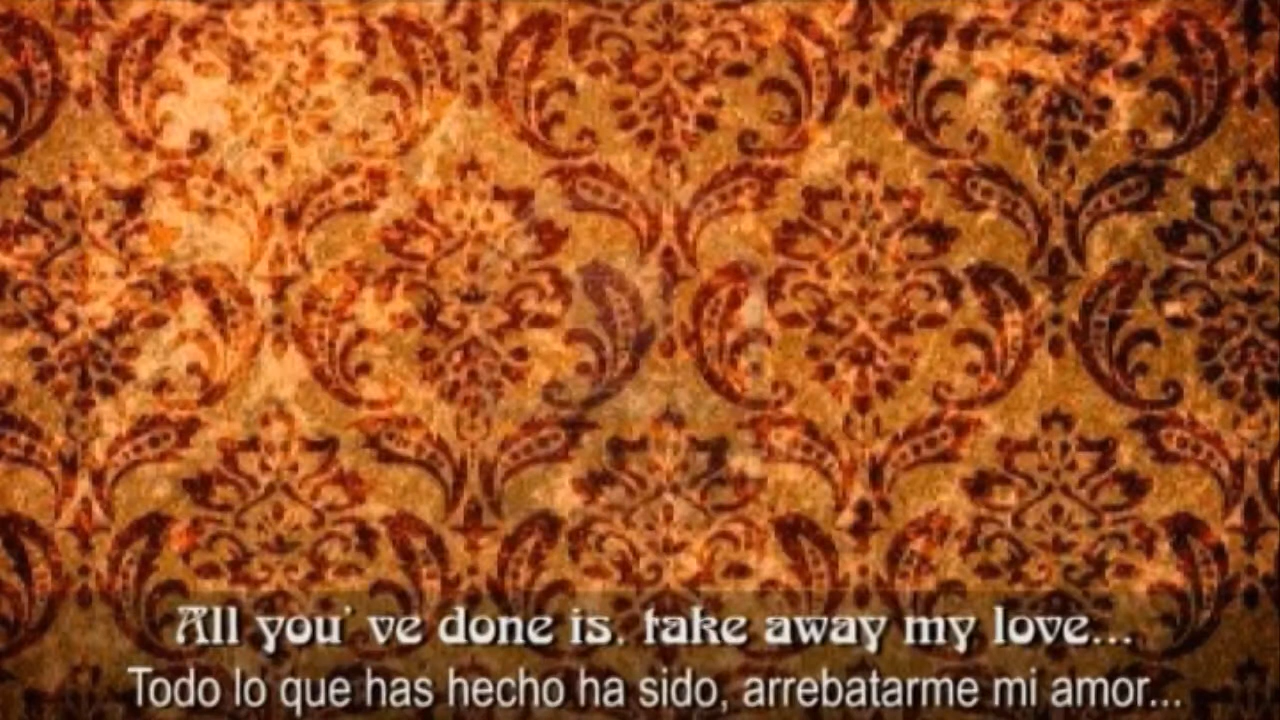 All you' ve done is. take away my love...
Todo lo que has hecho ha sido, arrebatarme mi amor...